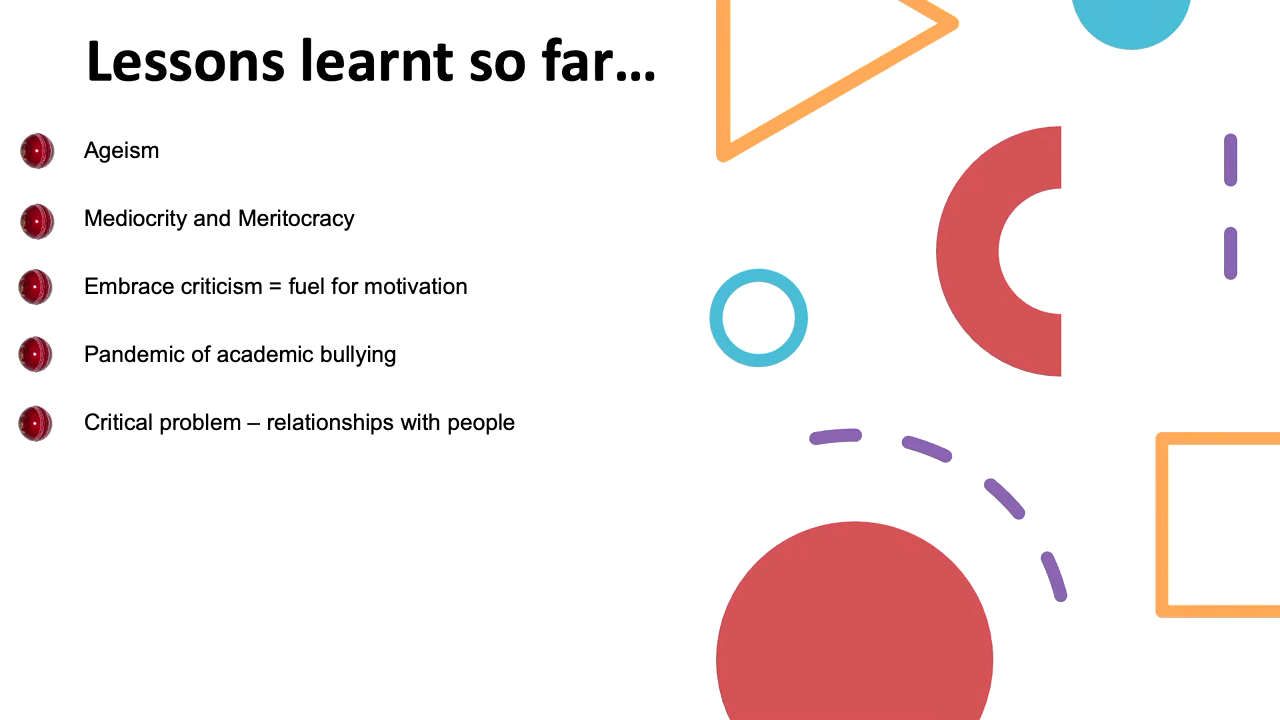 Lessons learnt so far…
Ageism
Mediocrity and Meritocracy
Embrace criticism = fuel for motivation
Pandemic of academic bullying
Critical problem – relationships with people